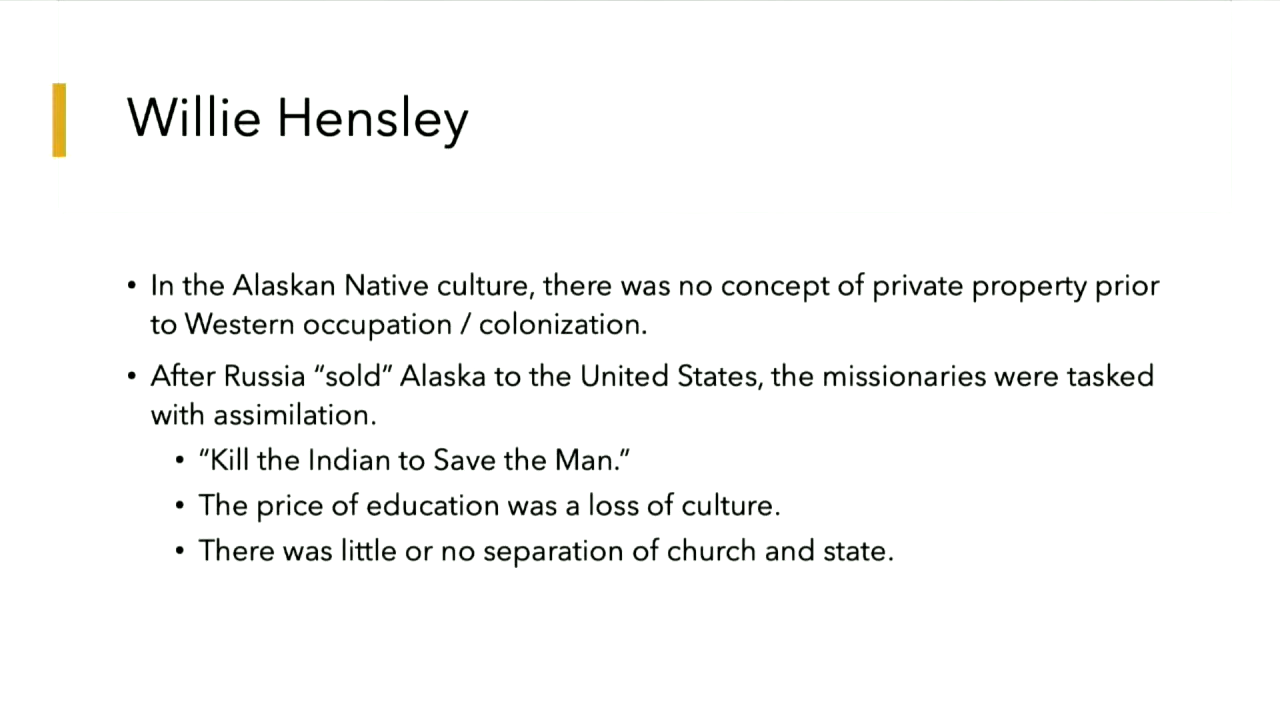 Willie Hensley
• In the Alaskan Native culture, there was no concept of private property prior
to Western occupation / colonization.
• After Russia “sold” Alaska to the United States, the missionaries were tasked
with assimilation.
• “Kill the Indian to Save the Man.”
• The price of education was a loss of culture.
• There was little or no separation of church and state.